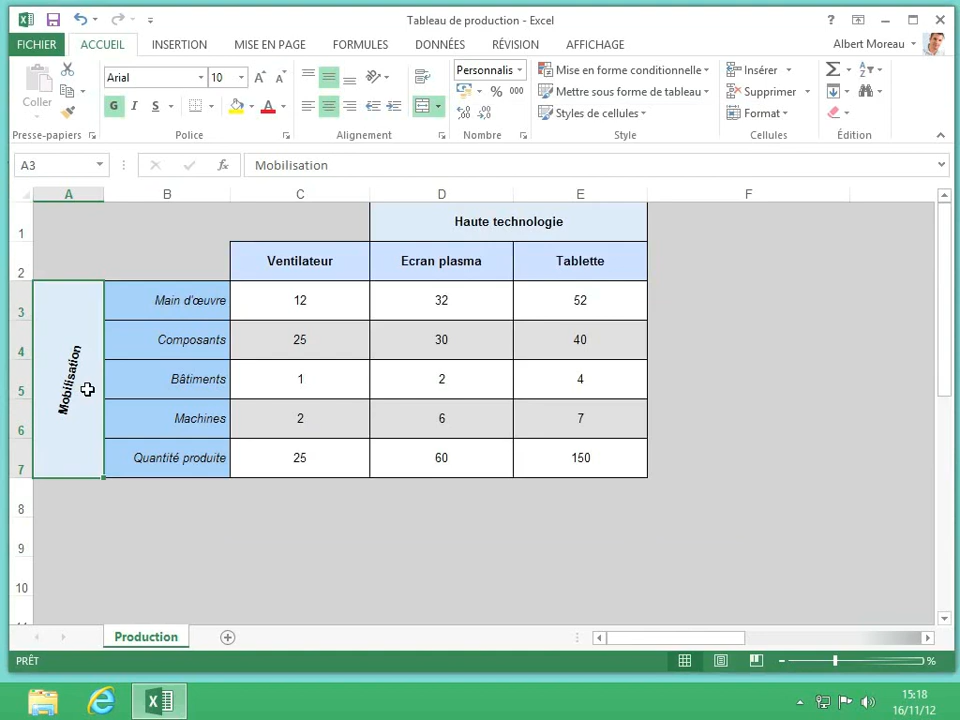 Tableau de production - Excel
?
FICHIER ACCUEIL INSERTION MISE EN PAGE FORMULES DONNÉES RÉVISION AFFICHAGE Albert Moreau
Coller
Presse-papiers
Arial 10
G I S A
Police
Alignement
Personnalis
% 000
Nombre
Mise en forme conditionnelle
Mettre sous forme de tableau
Styles de cellules
Style
Insérer
Supprimer
Format
Cellules
Σ
Édition
A3 fx Mobilisation
A B C D E F
1 Haute technologie
2 Ventilateur Ecran plasma Tablette
3 Main d'œuvre 12 32 52
4 Composants 25 30 40
Mobilisation
5 Bâtiments 1 2 4
6 Machines 2 6 7
7 Quantité produite 25 60 150
8
9
10
Production
PRÊT %
15:18
16/11/12